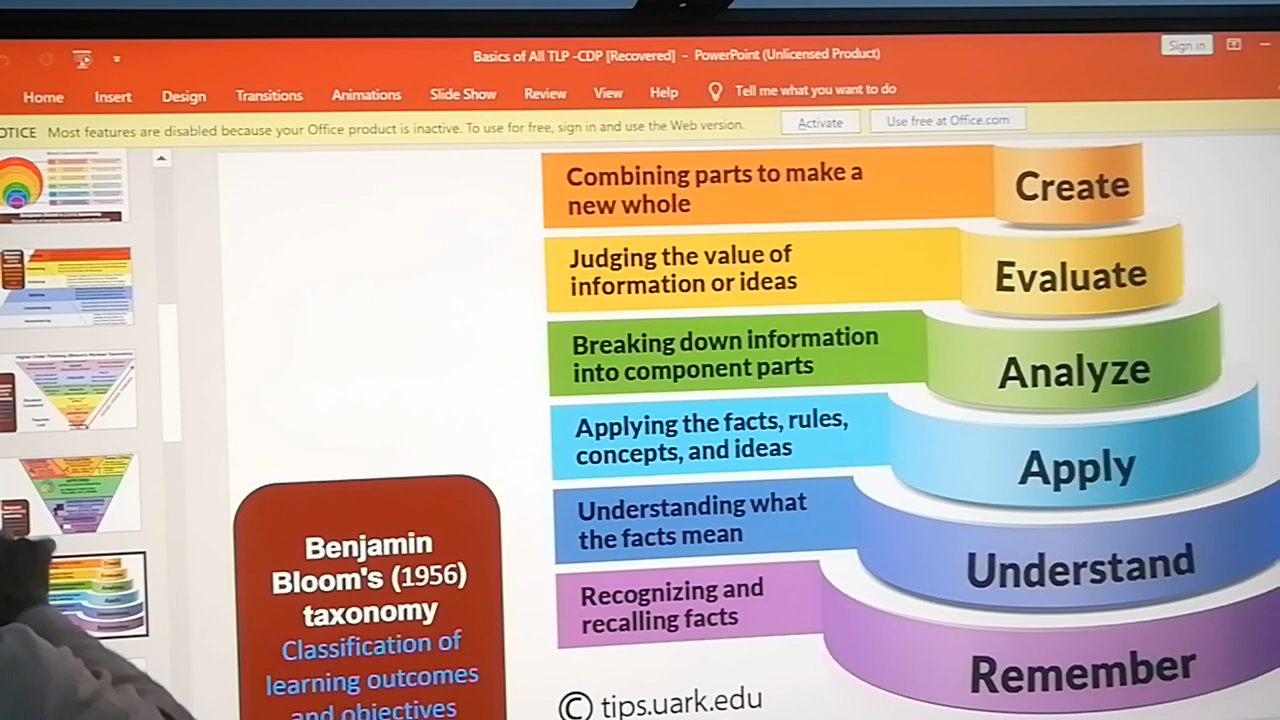 Basics of All TLP -CDP [Recovered] - PowerPoint (Unlicensed Product)
Sign in
Home Insert Design Transitions Animations Slide Show Review View Help Tell me what you want to do
OTICE Most features are disabled because your Office product is inactive. To use for free, sign in and use the Web version. Activate Use free at Office.com
Combining parts to make a
new whole
Create
Judging the value of
information or ideas
Evaluate
Breaking down information
into component parts
Analyze
Applying the facts, rules,
concepts, and ideas
Apply
Understanding what
the facts mean
Understand
Recognizing and
recalling facts
Remember
Benjamin
Bloom's (1956)
taxonomy
Classification of
learning outcomes
and objectives
© tips.uark.edu